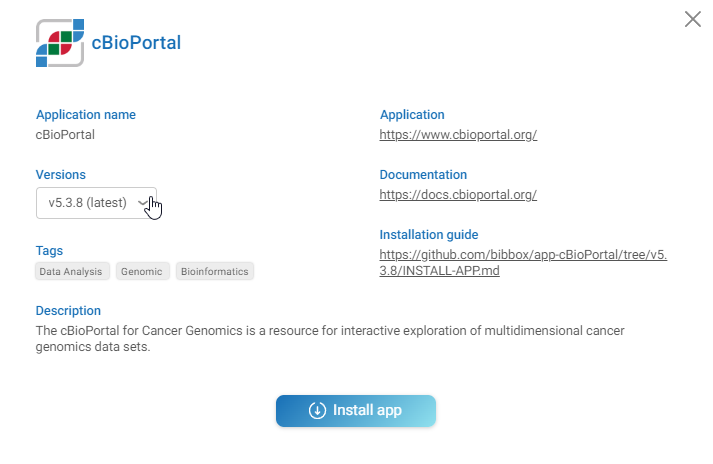 cBioPortal
Application name
cBioPortal
Versions
v5.3.8 (latest)
Tags
Data Analysis Genomic Bioinformatics
Application
https://www.cbioportal.org/
Documentation
https://docs.cbioportal.org/
Installation guide
https://github.com/bibbox/app-cBioPortal/tree/v5.
3.8/INSTALL-APP.md
Description
The cBioPortal for Cancer Genomics is a resource for interactive exploration of multidimensional cancer
genomics data sets.
Install app